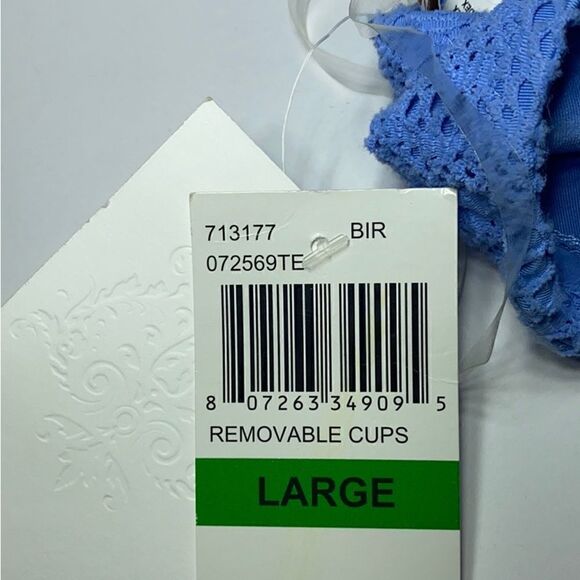 713177 BIR
072569TE
8 07263 34909 5
REMOVABLE CUPS
LARGE